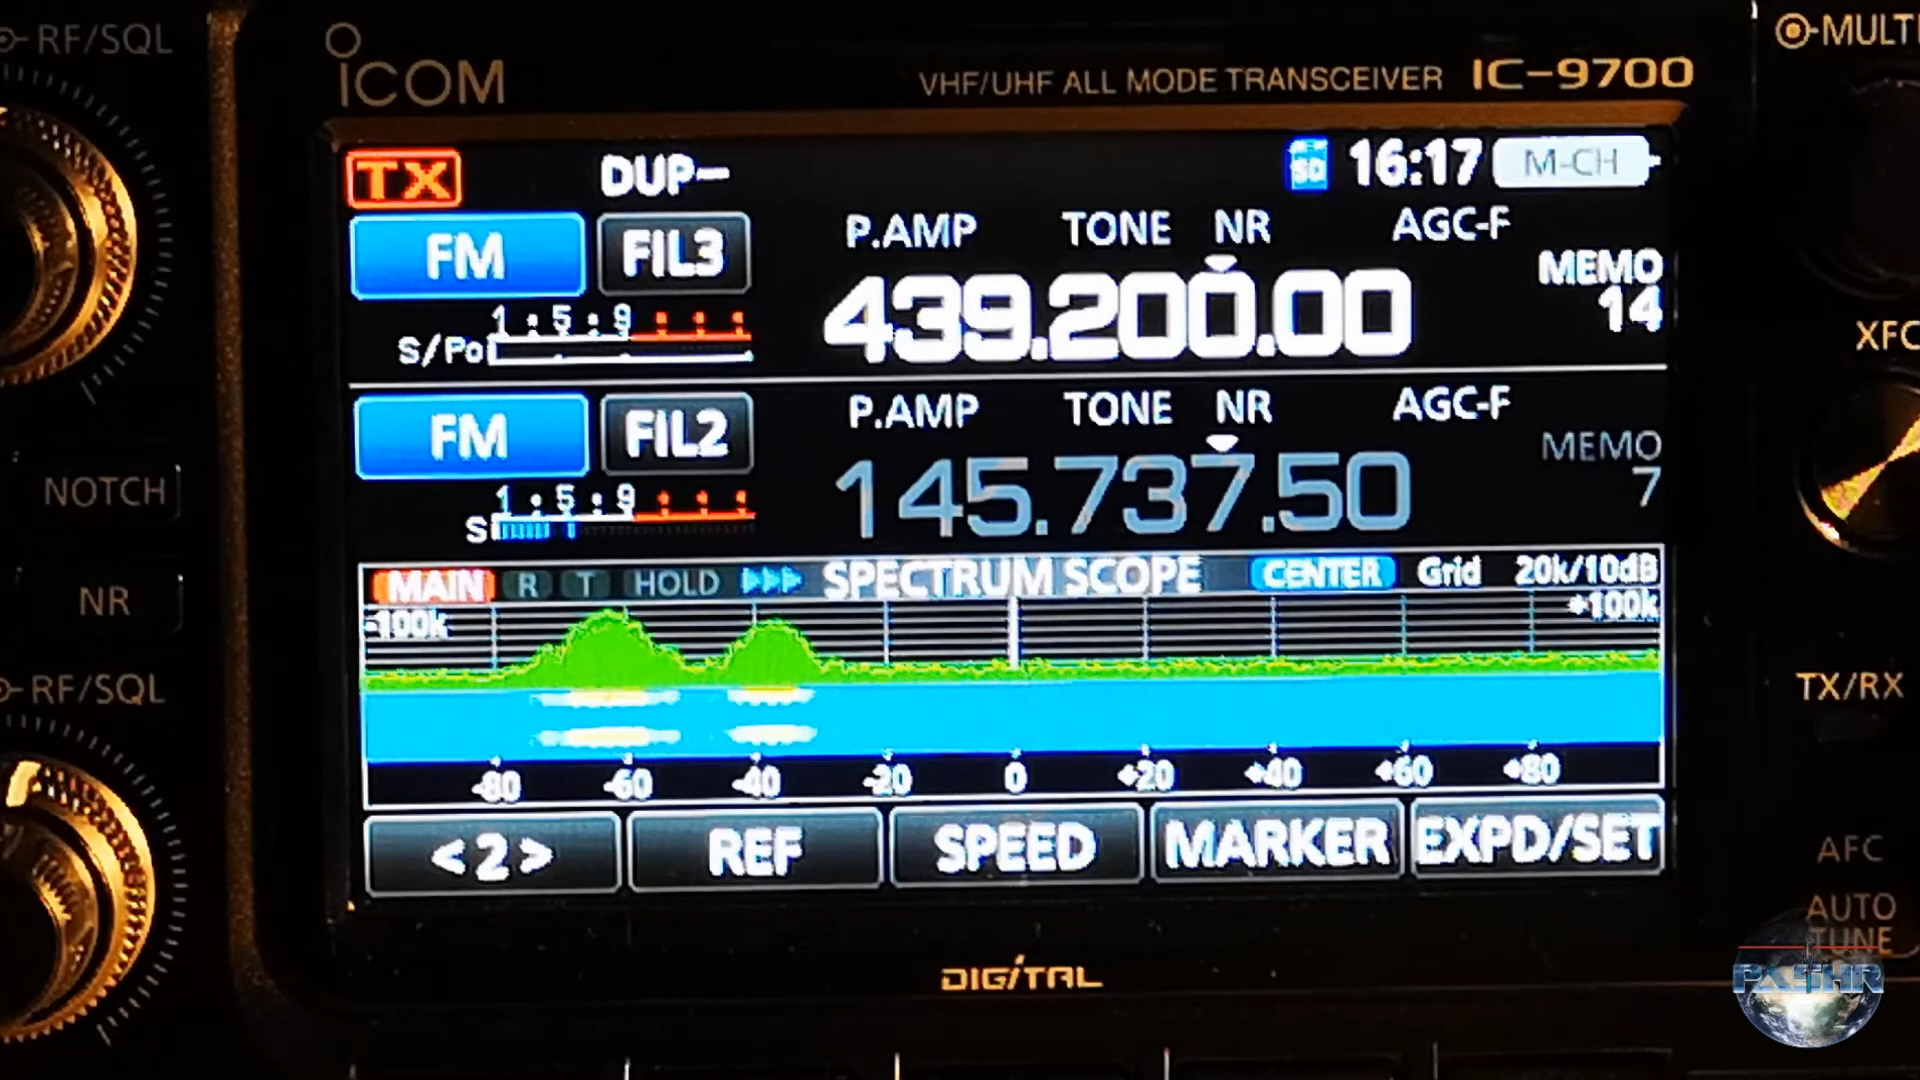 RF/SQL
ICOM
VHF/UHF ALL MODE TRANSCEIVER IC-9700
MULTI
TX DUP- SD 16:17 M-CH
FM FIL3 P.AMP TONE NR AGC-F
1 : 5 : 9
S/Po
439.200.00
MEMO
14
XFC
FM FIL2 P.AMP TONE NR AGC-F
1 : 5 : 9
S
145.737.50
MEMO
7
NOTCH
NR
MAIN R T HOLD SPECTRUM SCOPE CENTER Grid 20k/10dB
-100k +100k
RF/SQL
TX/RX
-80 -60 -40 -20 0 +20 +40 +60 +80
<2> REF SPEED MARKER EXPD/SET
AFC
AUTO
TUNE
DIGITAL